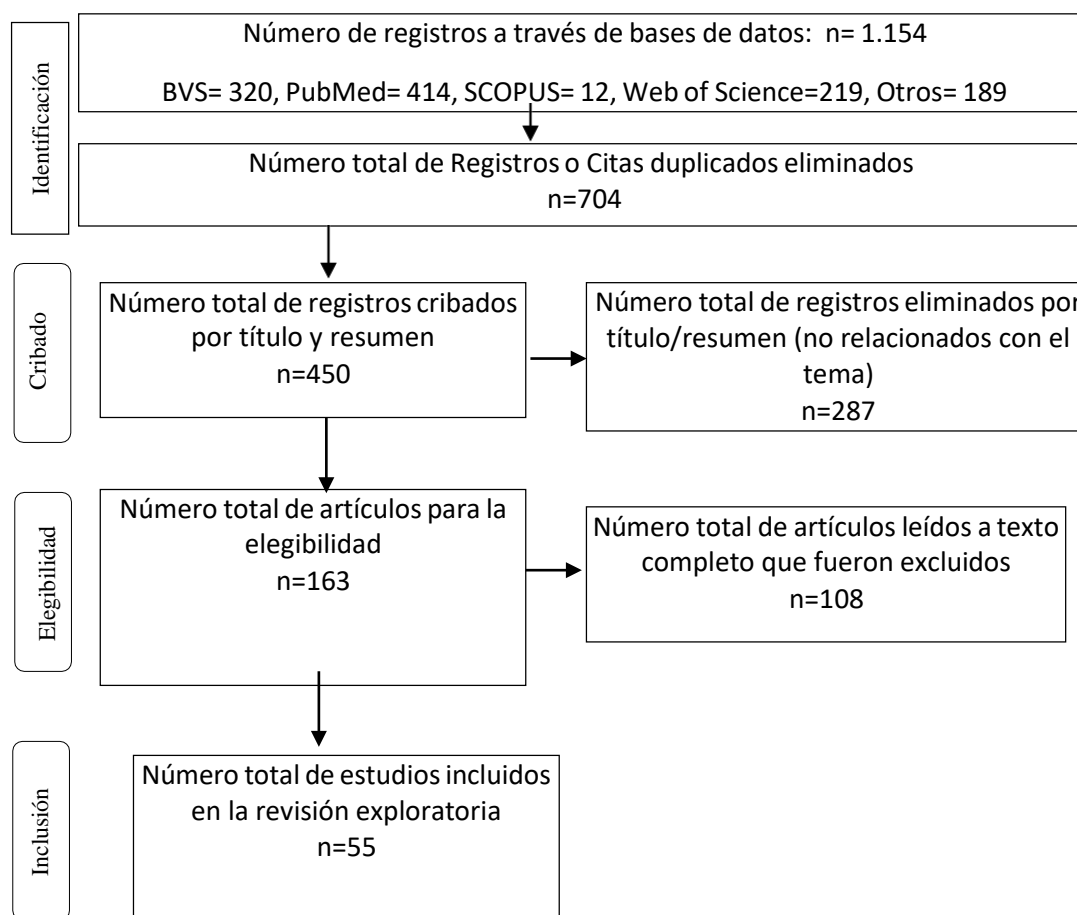 Identificación
Número de registros a través de bases de datos: n= 1.154
BVS= 320, PubMed= 414, SCOPUS= 12, Web of Science=219, Otros= 189
Número total de Registros o Citas duplicados eliminados
n=704
Cribado
Número total de registros cribados
por título y resumen
n=450
Número total de registros eliminados por
título/resumen (no relacionados con el
tema)
n=287
Elegibilidad
Número total de artículos para la
elegibilidad
n=163
Número total de artículos leídos a texto
completo que fueron excluidos
n=108
Inclusión
Número total de estudios incluidos
en la revisión exploratoria
n=55